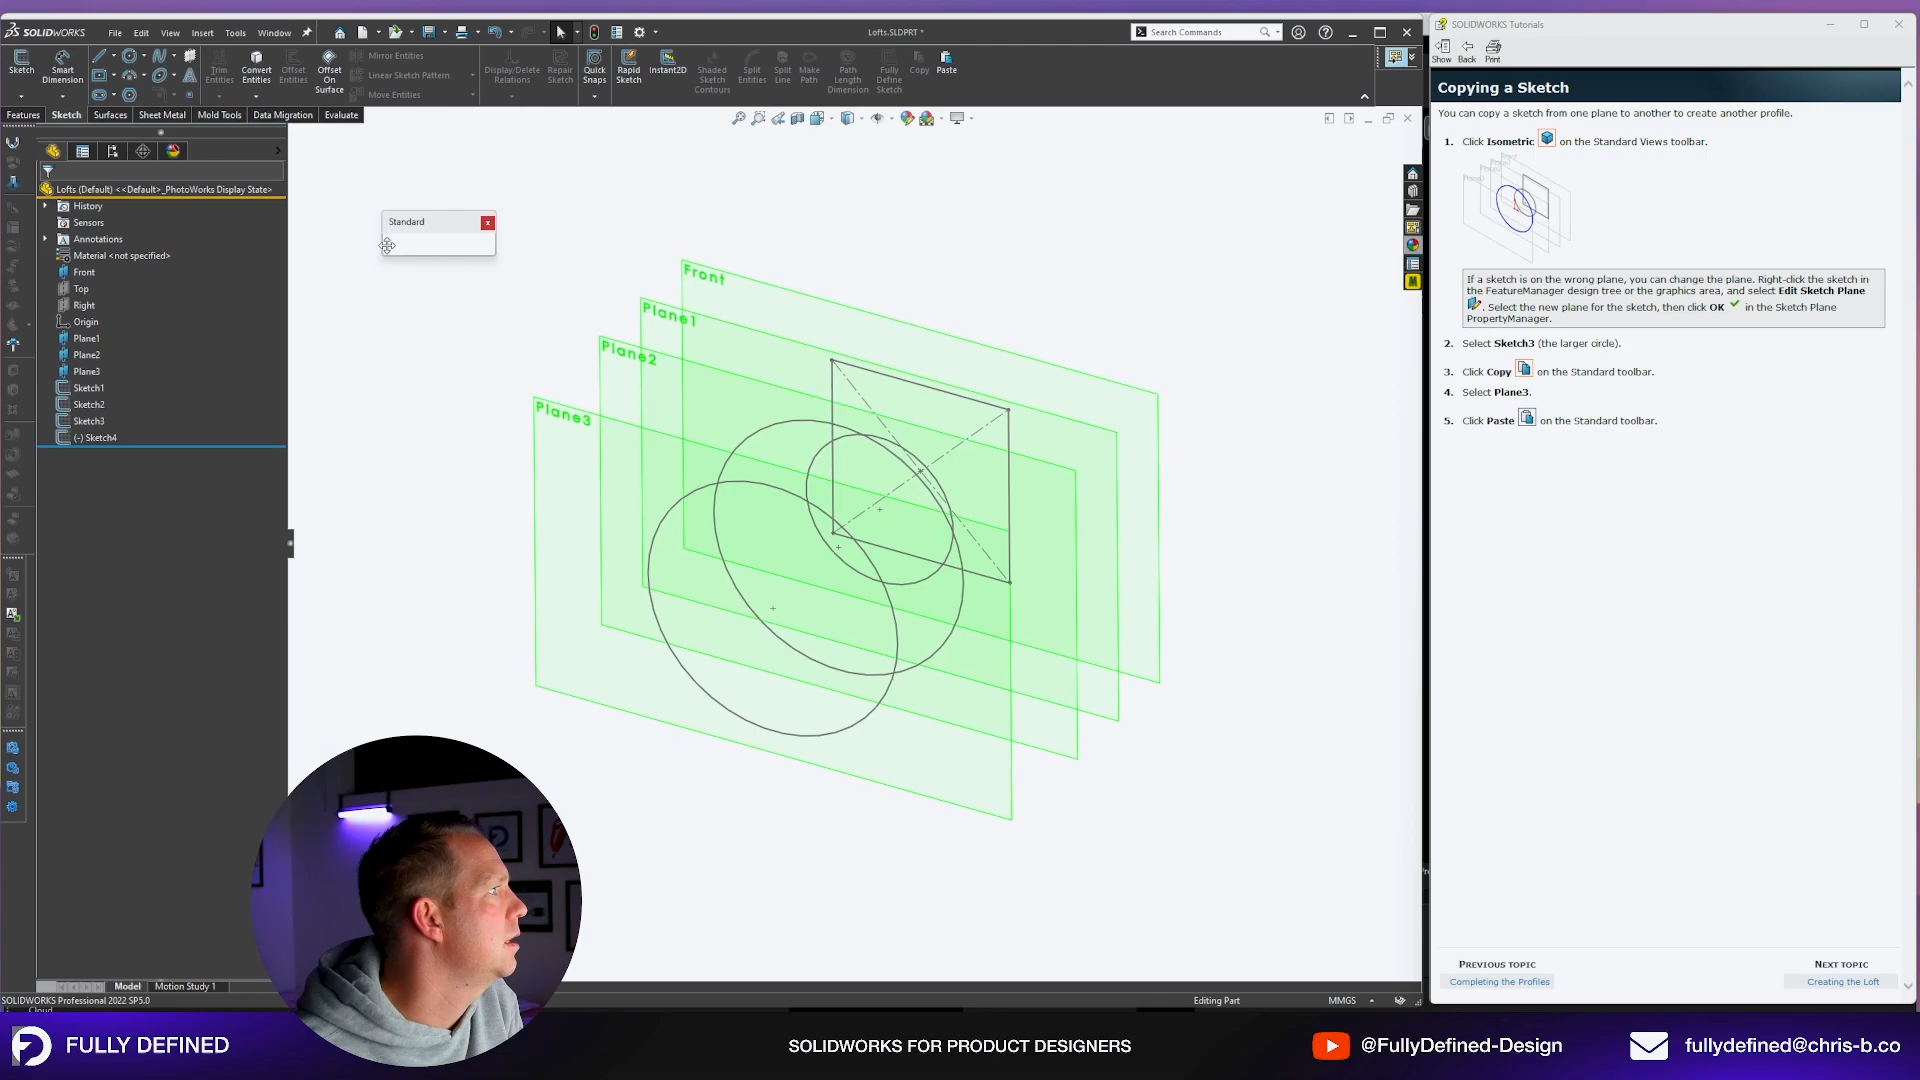 SOLIDWORKS
File Edit View Insert Tools Window
Lofts.SLDPRT *
Search Commands
Sketch
Smart Dimension
Trim Entities
Convert Entities
Offset Entities
Offset On Surface
Mirror Entities
Linear Sketch Pattern
Move Entities
Display/Delete Relations
Repair Sketch
Quick Snaps
Rapid Sketch
Instant2D
Shaded Sketch Contours
Split Entities
Split Line
Make Path
Path Length Dimension
Fully Define Sketch
Copy
Paste
Features Sketch Surfaces Sheet Metal Mold Tools Data Migration Evaluate
Lofts (Default) <<Default>_PhotoWorks Display State>
History
Sensors
Annotations
Material <not specified>
Front
Top
Right
Origin
Plane1
Plane2
Plane3
Sketch1
Sketch2
Sketch3
(-) Sketch4
Standard
Front
Plane1
Plane2
Plane3
Model Motion Study 1
SOLIDWORKS Professional 2022 SP5.0
Editing Part
MMGS
SOLIDWORKS Tutorials
Show Back Print
Copying a Sketch
You can copy a sketch from one plane to another to create another profile.
1. Click Isometric on the Standard Views toolbar.
If a sketch is on the wrong plane, you can change the plane. Right-click the sketch in
the FeatureManager design tree or the graphics area, and select Edit Sketch Plane
. Select the new plane for the sketch, then click OK in the Sketch Plane
PropertyManager.
2. Select Sketch3 (the larger circle).
3. Click Copy on the Standard toolbar.
4. Select Plane3.
5. Click Paste on the Standard toolbar.
PREVIOUS TOPIC
Completing the Profiles
NEXT TOPIC
Creating the Loft
FULLY DEFINED
SOLIDWORKS FOR PRODUCT DESIGNERS
@FullyDefined-Design
fullydefined@chris-b.co